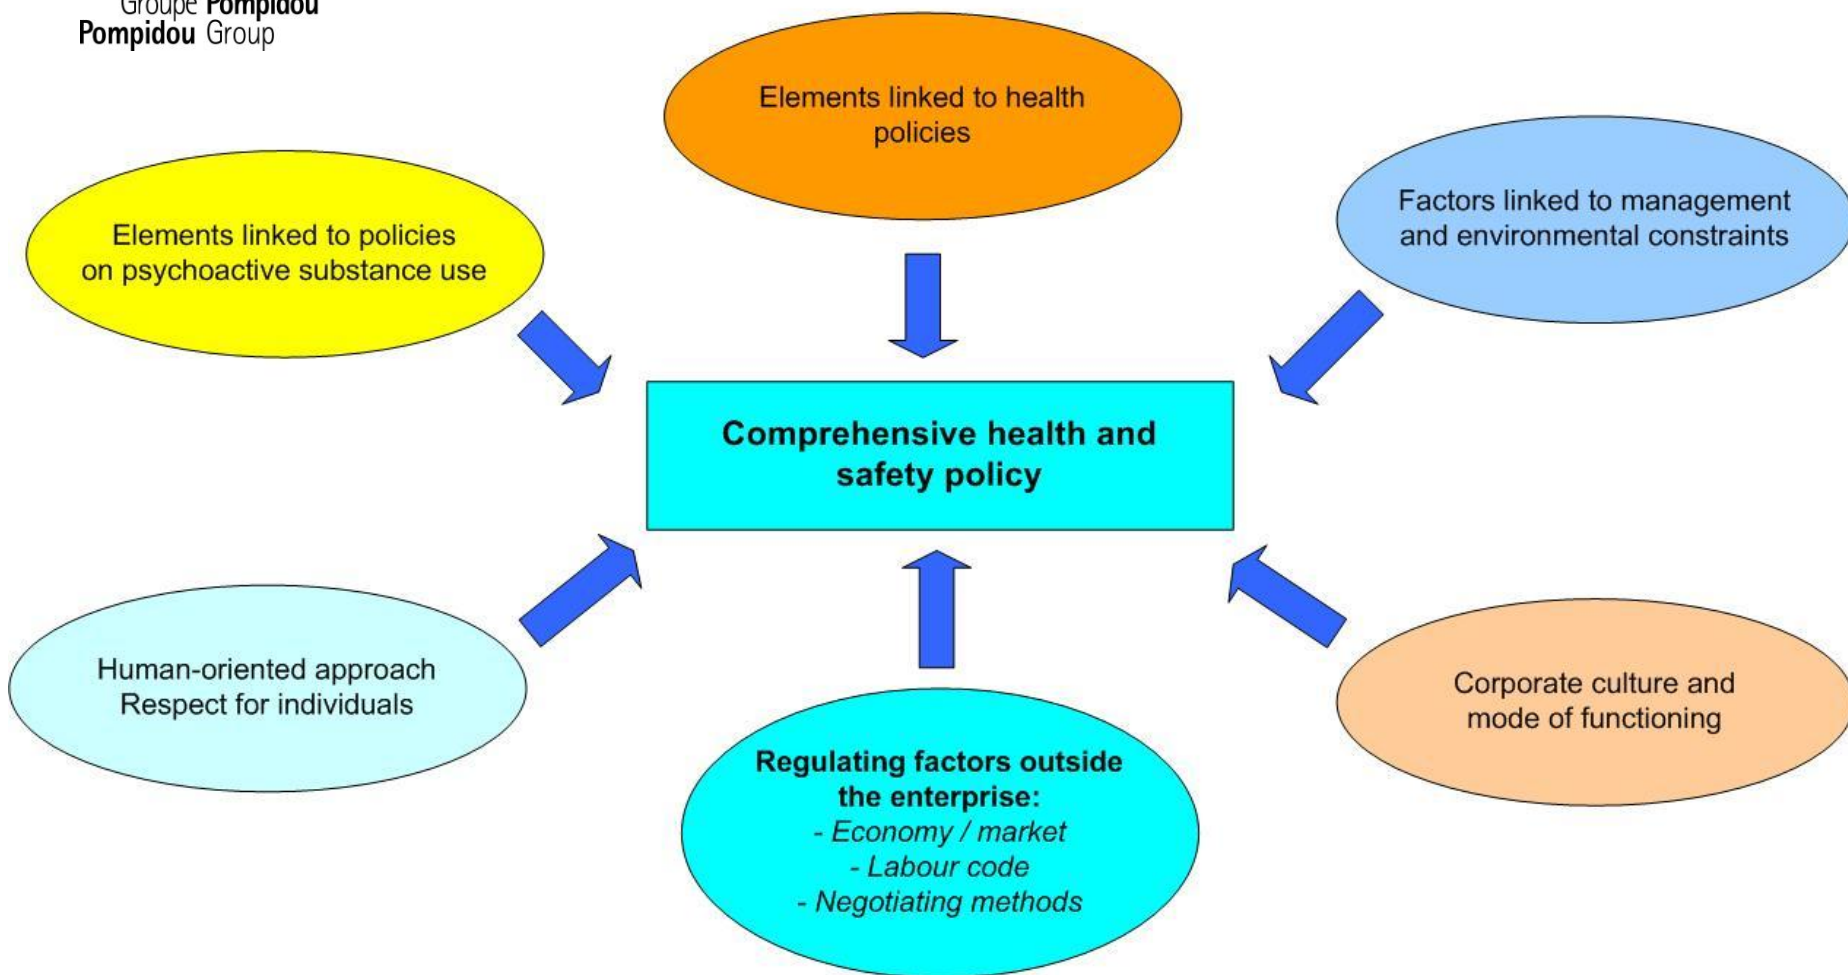 Groupe Pompidou
Pompidou Group
Elements linked to health
policies
Elements linked to policies
on psychoactive substance use
Factors linked to management
and environmental constraints
Comprehensive health and
safety policy
Human-oriented approach
Respect for individuals
Regulating factors outside
the enterprise:
- Economy / market
- Labour code
- Negotiating methods
Corporate culture and
mode of functioning